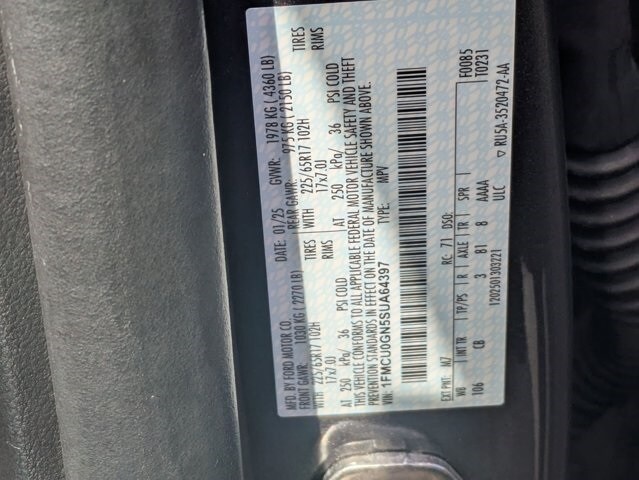 MFD. BY FORD MOTOR CO.
DATE: 01/25 GVWR: 1978 KG ( 4360 LB)
FRONT GAWR: 1030 KG ( 2270 LB) REAR GAWR: 975 KG ( 2150 LB)
WITH 225/65R17 102H TIRES WITH 225/65R17 102H TIRES
17x7.0J RIMS 17x7.0J RIMS
AT 250 kPa/ 36 PSI COLD AT 250 kPa/ 36 PSI COLD
THIS VEHICLE CONFORMS TO ALL APPLICABLE FEDERAL MOTOR VEHICLE SAFETY AND THEFT
PREVENTION STANDARDS IN EFFECT ON THE DATE OF MANUFACTURE SHOWN ABOVE.
VIN: 1FMCU0GN5SUA64397 TYPE: MPV
EXT PNT: MZ RC: 71 DSO: F0085
WB INT TR TP/PS R AXLE TR SPR T0231
106 CB 3 B1 8 AAAA
1202501303221 ULC ▽ RU5A-3520472-AA